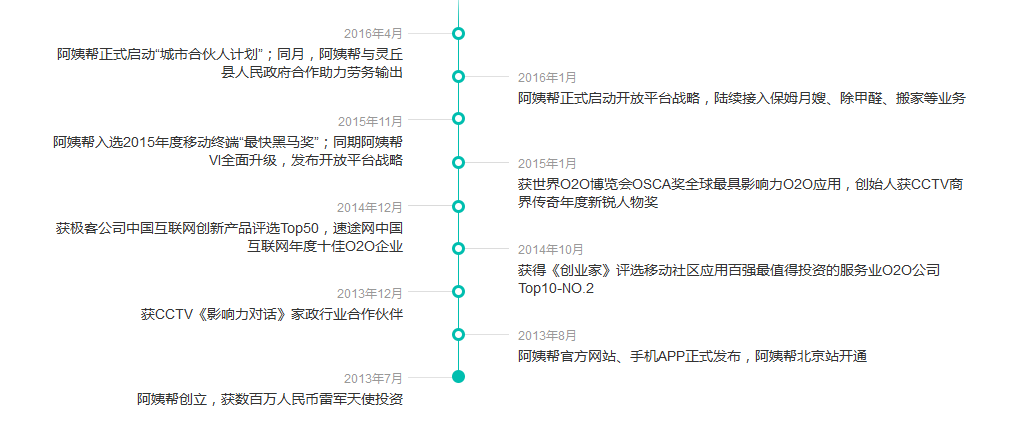 2016年4月
阿姨帮正式启动“城市合伙人计划”；同月，阿姨帮与灵丘
县人民政府合作助力劳务输出
2016年1月
阿姨帮正式启动开放平台战略，陆续接入保姆月嫂、除甲醛、搬家等业务
2015年11月
阿姨帮入选2015年度移动终端“最快黑马奖”；同期阿姨帮
VI全面升级，发布开放平台战略
2015年1月
获世界O2O博览会OSCA奖全球最具影响力O2O应用，创始人获CCTV商
界传奇年度新锐人物奖
2014年12月
获极客公司中国互联网创新产品评选Top50，速途网中国
互联网年度十佳O2O企业
2014年10月
获得《创业家》评选移动社区应用百强最值得投资的服务业O2O公司
Top10-NO.2
2013年12月
获CCTV《影响力对话》家政行业合作伙伴
2013年8月
阿姨帮官方网站、手机APP正式发布，阿姨帮北京站开通
2013年7月
阿姨帮创立，获数百万人民币雷军天使投资